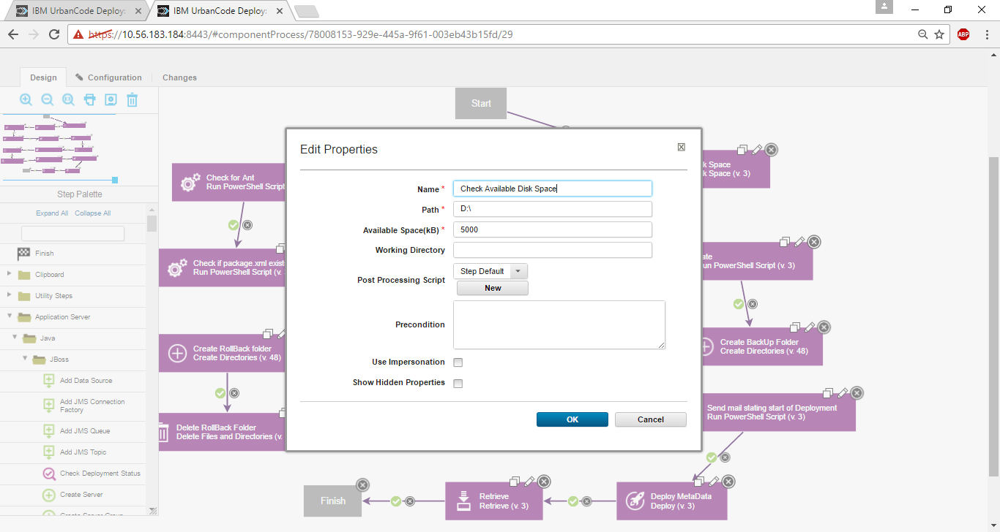 IBM UrbanCode Deploy:
IBM UrbanCode Deploy:
https://10.56.183.184:8443/#componentProcess/78008153-929e-445a-9f61-003eb43b15fd/29
ABP
Design
Configuration
Changes
Start
Step Palette
Expand All Collapse All
Finish
Clipboard
Utility Steps
Application Server
Java
JBoss
Add Data Source
Add JMS Connection
Factory
Add JMS Queue
Add JMS Topic
Check Deployment Status
Create Server
Create Server Group
Check for Ant
Run PowerShell Script
Check if package.xml exist
Run PowerShell Script (v.
Create RollBack folder
Create Directories (v. 48)
Delete RollBack Folder
Delete Files and Directories (v.
Edit Properties
Name *
Check Available Disk Space
Path *
D:\
Available Space(kB) *
5000
Working Directory
Post Processing Script
Step Default
New
Precondition
Use Impersonation
Show Hidden Properties
OK
Cancel
k Space
k Space (v. 3)
ate
un PowerShell Script (v. 3)
Create BackUp Folder
Create Directories (v. 48)
Send mail stating start of Deployment
Run PowerShell Script (v. 3)
Finish
Retrieve
Retrieve (v. 3)
Deploy MetaData
Deploy (v. 3)